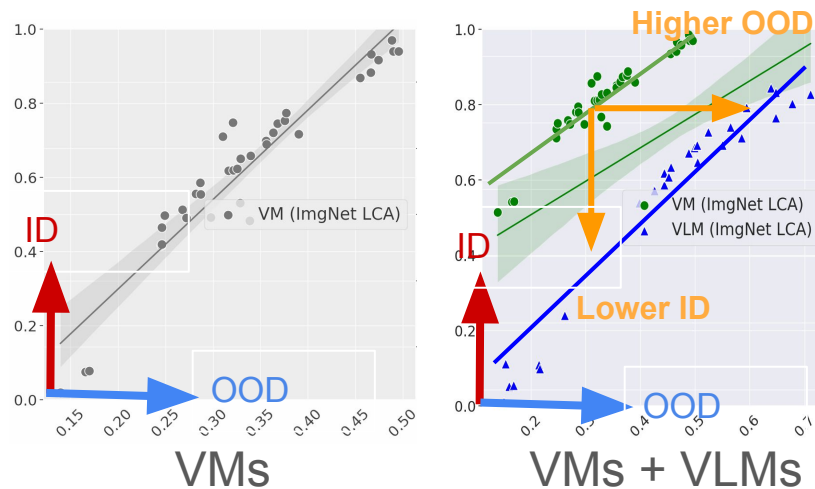 Higher OOD
1.0
0.8
0.6
0.4
0.2
0.0
ID
VM (ImgNet LCA)
OOD
0.15
0.20
0.25
0.30
0.35
0.40
0.45
0.50
VMs
1.0
0.8
0.6
0.4
0.2
0.0
ID
VM (ImgNet LCA)
VLM (ImgNet LCA)
Lower ID
OOD
0.2
0.3
0.4
0.5
0.6
0.7
VMs + VLMs